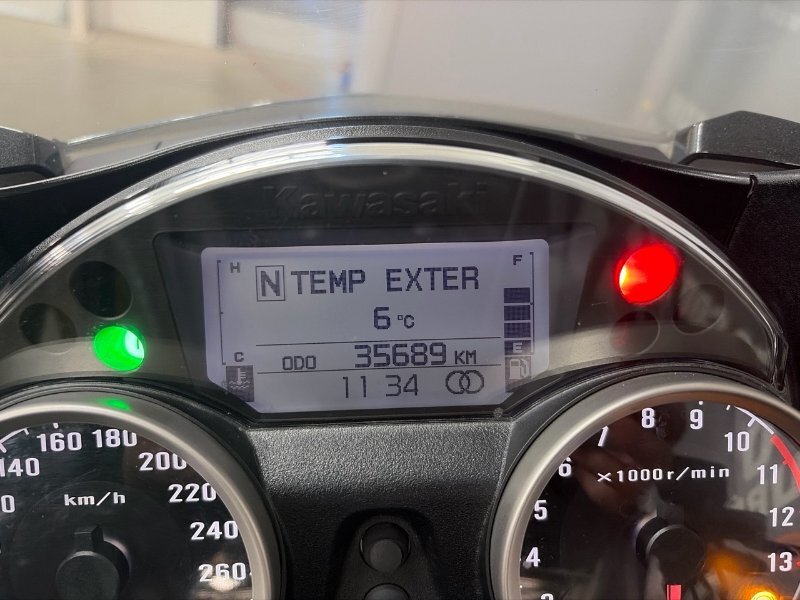 Kawasaki
H
F
N TEMP EXTER
6 °C
C
ODO 35689 KM
E
11 34
140 160 180 200 220 240 260
km/h
3 4 5 6 7 8 9 10 11 12 13
×1000r/min